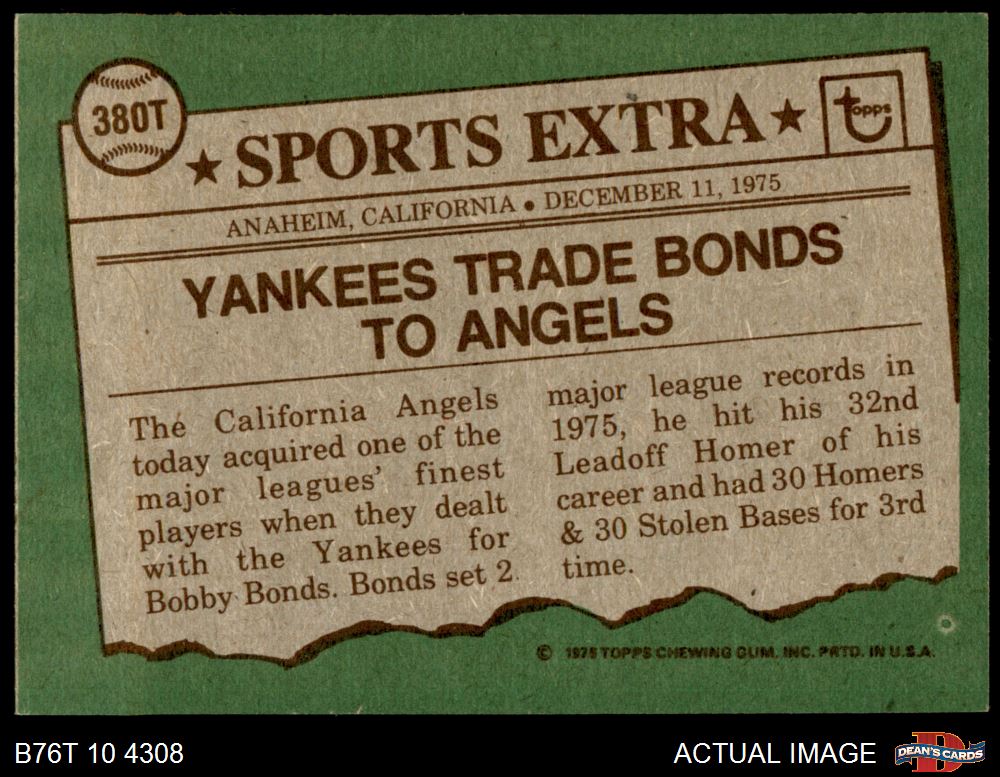 380T
★ SPORTS EXTRA ★
topps
ANAHEIM, CALIFORNIA • DECEMBER 11, 1975
YANKEES TRADE BONDS
TO ANGELS
The California Angels
today acquired one of the
major leagues' finest
players when they dealt
with the Yankees for
Bobby Bonds. Bonds set 2
major league records in
1975, he hit his 32nd
Leadoff Homer of his
career and had 30 Homers
& 30 Stolen Bases for 3rd
time.
© 1975 TOPPS CHEWING GUM, INC. PRTD. IN U.S.A.
B76T 10 4308
ACTUAL IMAGE
DEAN'S CARDS